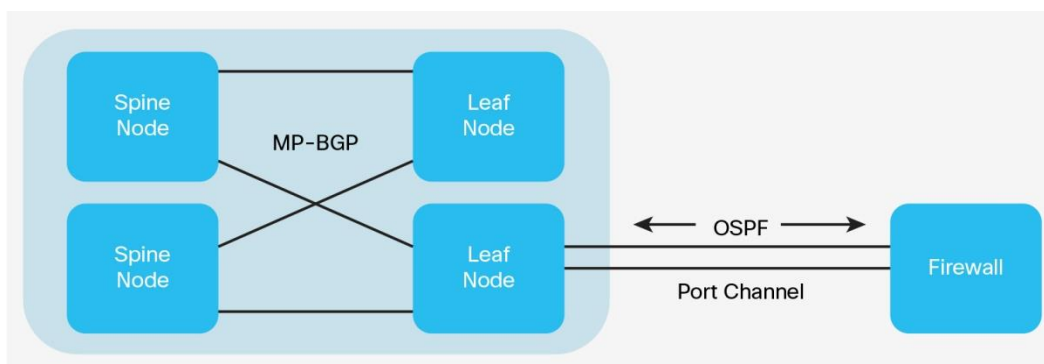 Spine
Node
Leaf
Node
MP-BGP
Spine
Node
Leaf
Node
OSPF
Port Channel
Firewall